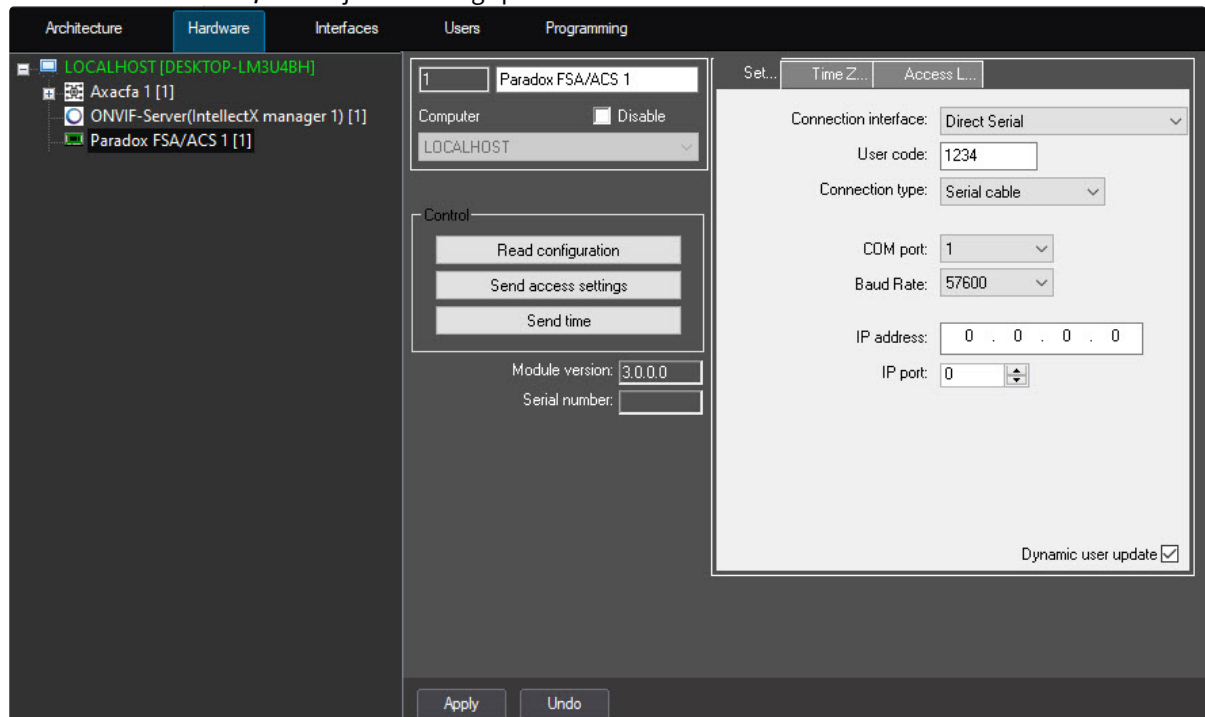 Architecture Hardware Interfaces Users Programming
LOCALHOST [DESKTOP-LM3U4BH]
Axacfa 1 [1]
ONVIF-Server(IntellectX manager 1) [1]
Paradox FSA/ACS 1 [1]
1 Paradox FSA/ACS 1
Computer Disable
LOCALHOST
Control
Read configuration
Send access settings
Send time
Module version: 3.0.0.0
Serial number:
Set... Time Z... Access L...
Connection interface: Direct Serial
User code: 1234
Connection type: Serial cable
COM port: 1
Baud Rate: 57600
IP address: 0 . 0 . 0 . 0
IP port: 0
Dynamic user update
Apply Undo